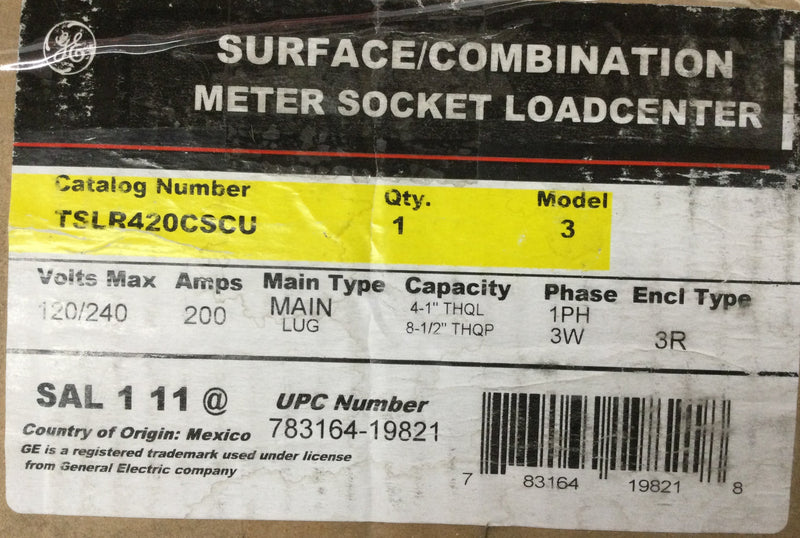 GE
SURFACE/COMBINATION
METER SOCKET LOADCENTER
Catalog Number Qty. Model
TSLR420CSCU 1 3
Volts Max Amps Main Type Capacity Phase Encl Type
120/240 200 MAIN 4-1" THQL 1PH
LUG 8-1/2" THQP 3W 3R
SAL 1 11 @ UPC Number
Country of Origin: Mexico 783164-19821
GE is a registered trademark used under license
from General Electric company
7 83164 19821 8